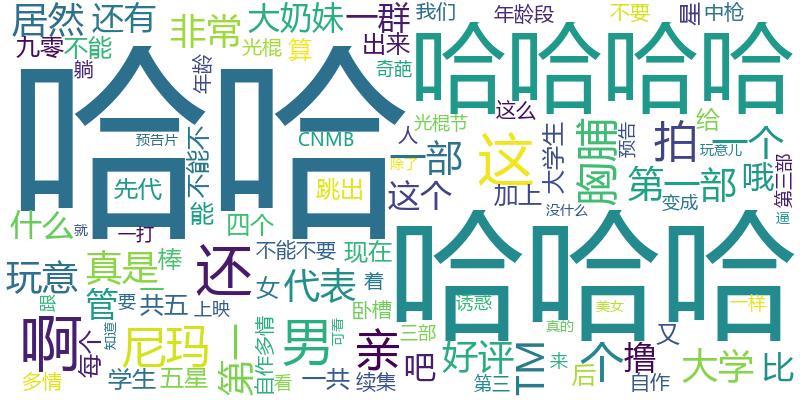 居然
还有
非常
大奶妹
一群
我们
年龄段
不要
星
中枪
九零
不能
光棍
算
出来
奇葩
哈哈哈哈
哈哈
躺
年龄
预告片
CNMB
光棍节
这么
给
人
一部
这
大学生
胸脯
预告
拍
一个
玩意儿
不能不
先代
跳出
这个
加上
第一部
哦
第三部
能
变成
没什么
什么
就
一打
四个
逼
除了
哈哈哈
玩意
真是
棒
还
不能不要
现在
女
代表
着
一
管
跟
要
共五
上映
卧槽
诱惑
美女
一样
啊
每个
知道
尼玛
第一
自作多情
男
可看
亲
三部
真的
吧
好评
TM
来
个
撸
又
大学
比
多情
学生
五星
看
一共
续集
第三
后
自作